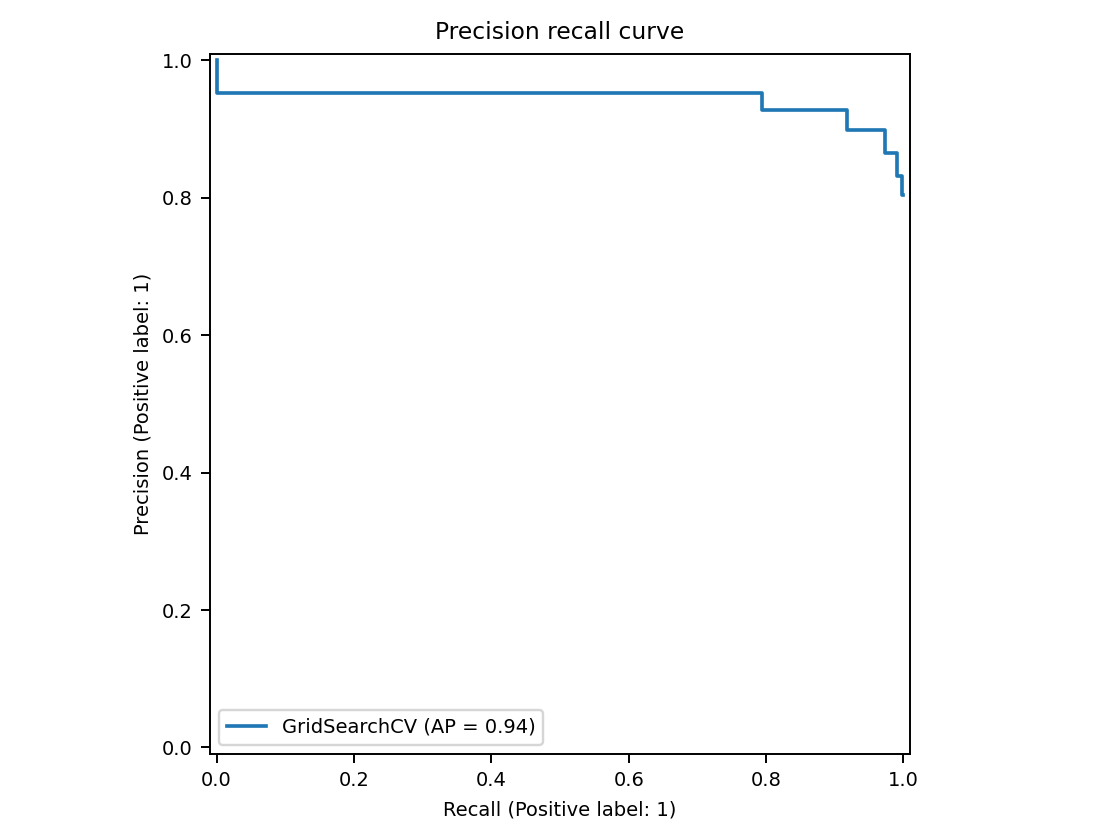 Precision recall curve
1.0
0.8
0.6
0.4
0.2
0.0
Precision (Positive label: 1)
GridSearchCV (AP = 0.94)
0.0 0.2 0.4 0.6 0.8 1.0
Recall (Positive label: 1)